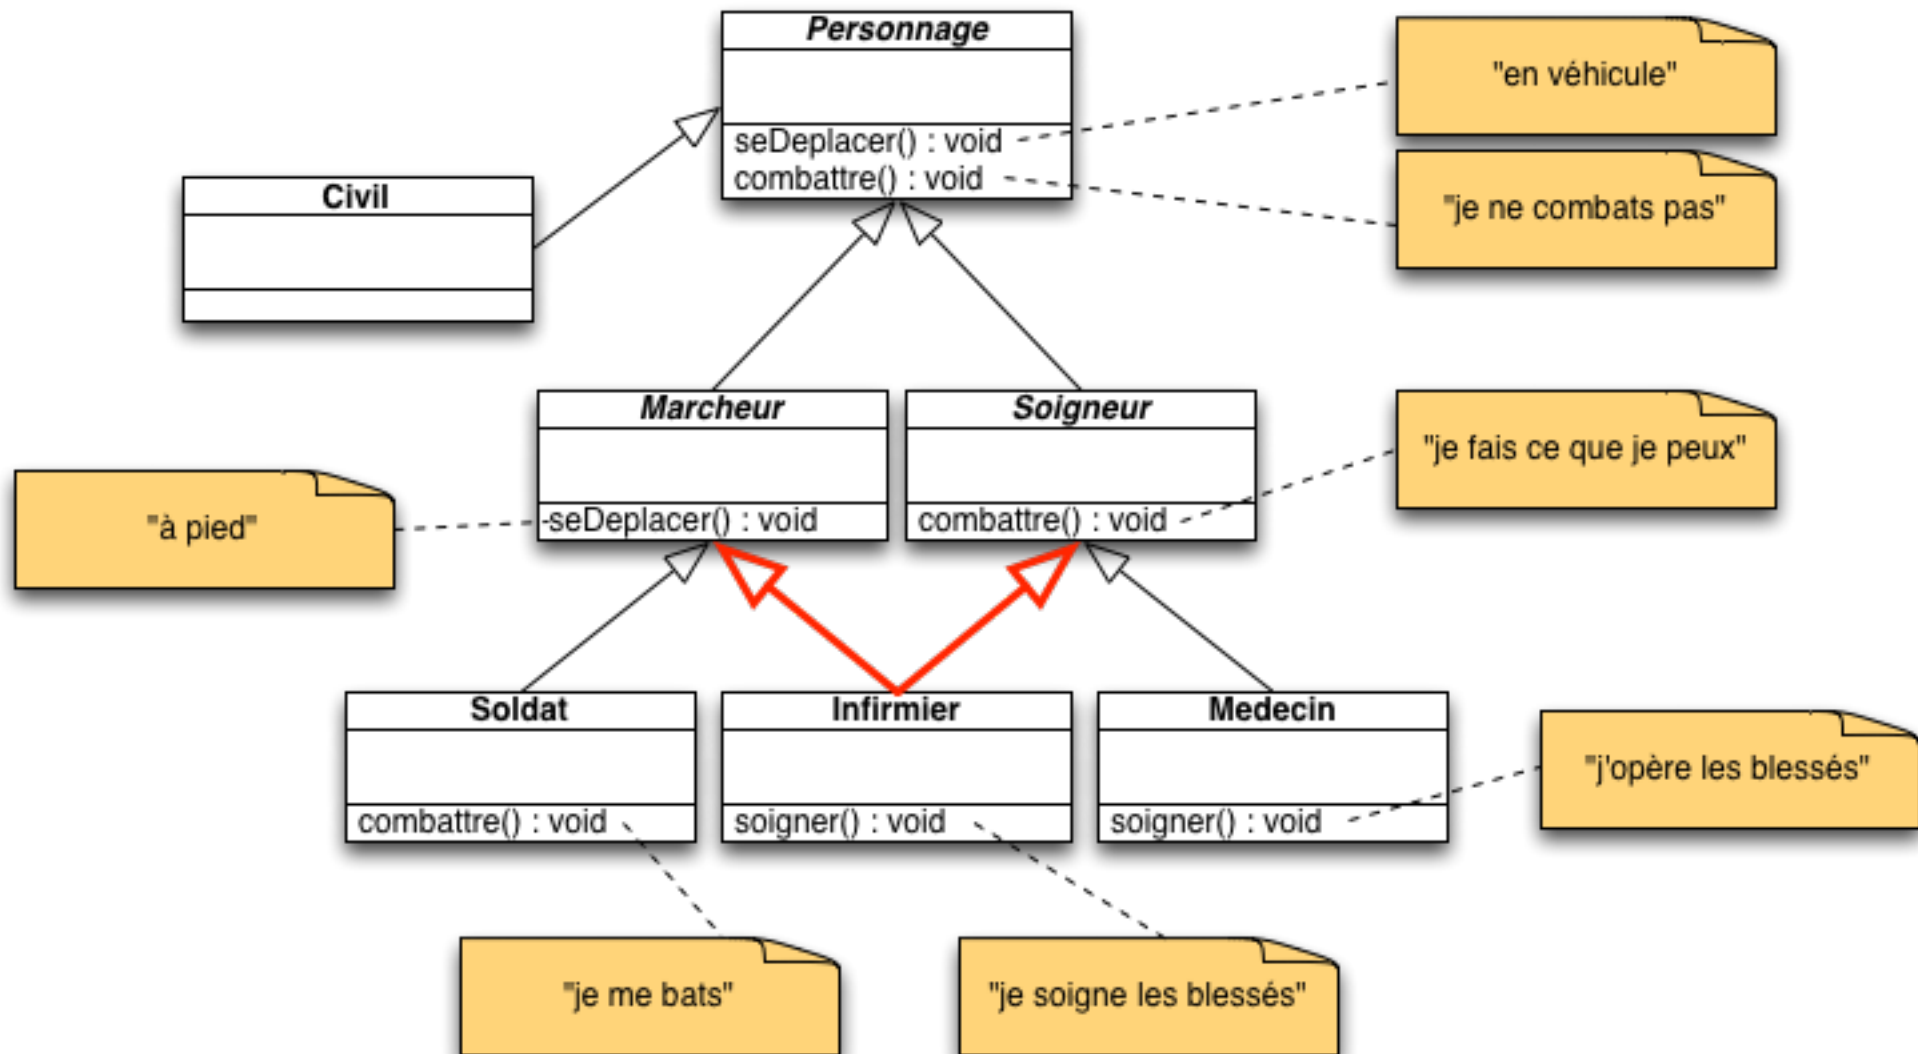 Personnage
"en véhicule"
seDeplacer() : void
combattre() : void
"je ne combats pas"
Civil
Marcheur
Soigneur
"je fais ce que je peux"
"à pied"
-seDeplacer() : void
combattre() : void
Soldat
Infirmier
Medecin
"j'opère les blessés"
combattre() : void
soigner() : void
soigner() : void
"je me bats"
"je soigne les blessés"